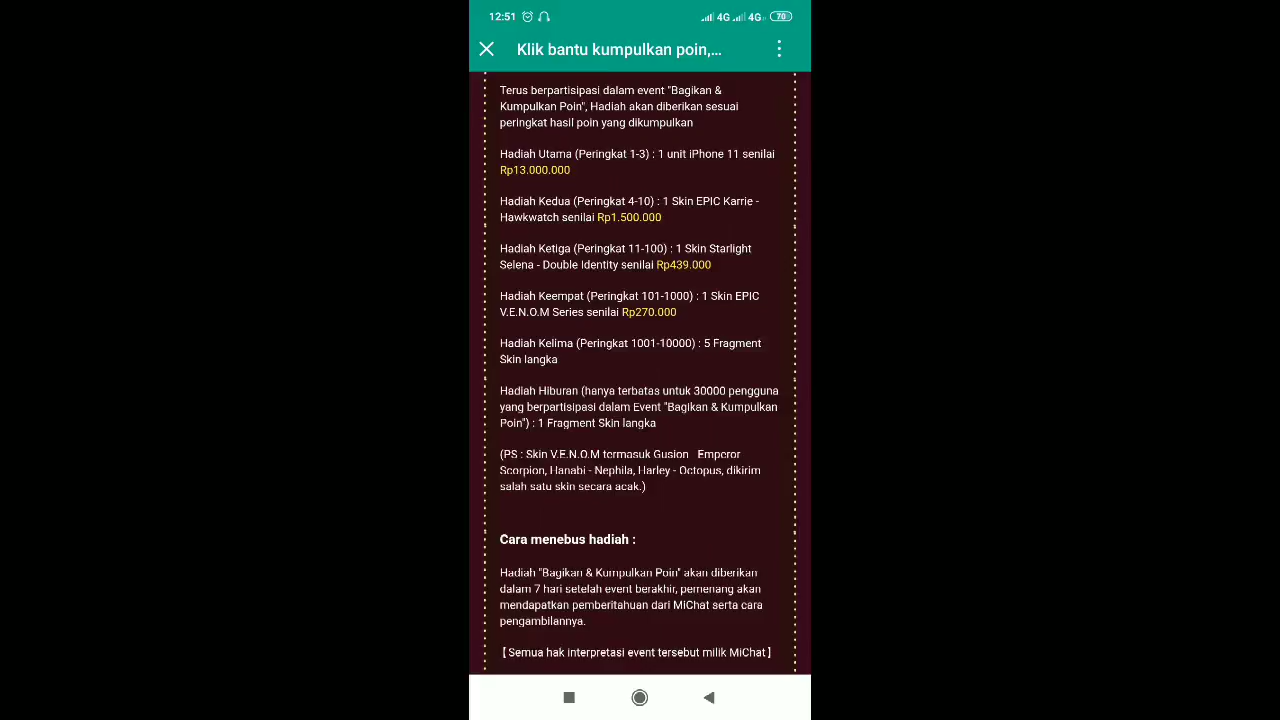 12:51 4G 4G 70
Klik bantu kumpulkan poin,...
Terus berpartisipasi dalam event "Bagikan &
Kumpulkan Poin", Hadiah akan diberikan sesuai
peringkat hasil poin yang dikumpulkan
Hadiah Utama (Peringkat 1-3) : 1 unit iPhone 11 senilai
Rp13.000.000
Hadiah Kedua (Peringkat 4-10) : 1 Skin EPIC Karrie -
Hawkwatch senilai Rp1.500.000
Hadiah Ketiga (Peringkat 11-100) : 1 Skin Starlight
Selena - Double Identity senilai Rp439.000
Hadiah Keempat (Peringkat 101-1000) : 1 Skin EPIC
V.E.N.O.M Series senilai Rp270.000
Hadiah Kelima (Peringkat 1001-10000) : 5 Fragment
Skin langka
Hadiah Hiburan (hanya terbatas untuk 30000 pengguna
yang berpartisipasi dalam Event "Bagikan & Kumpulkan
Poin") : 1 Fragment Skin langka
(PS : Skin V.E.N.O.M termasuk Gusion Emperor
Scorpion, Hanabi - Nephila, Harley - Octopus, dikirim
salah satu skin secara acak.)
Cara menebus hadiah :
Hadiah "Bagikan & Kumpulkan Poin" akan diberikan
dalam 7 hari setelah event berakhir, pemenang akan
mendapatkan pemberitahuan dari MiChat serta cara
pengambilannya.
【Semua hak interpretasi event tersebut milik MiChat】